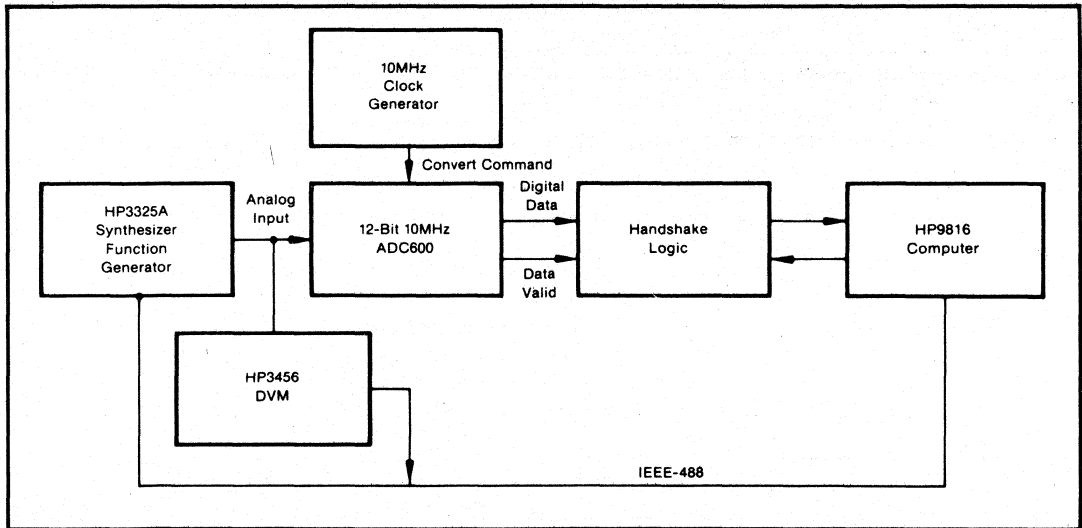 10MHz
Clock
Generator
Convert Command
HP3325A
Synthesizer
Function
Generator
Analog
Input
12-Bit 10MHz
ADC600
Digital
Data
Data
Valid
Handshake
Logic
HP9816
Computer
HP3456
DVM
IEEE-488